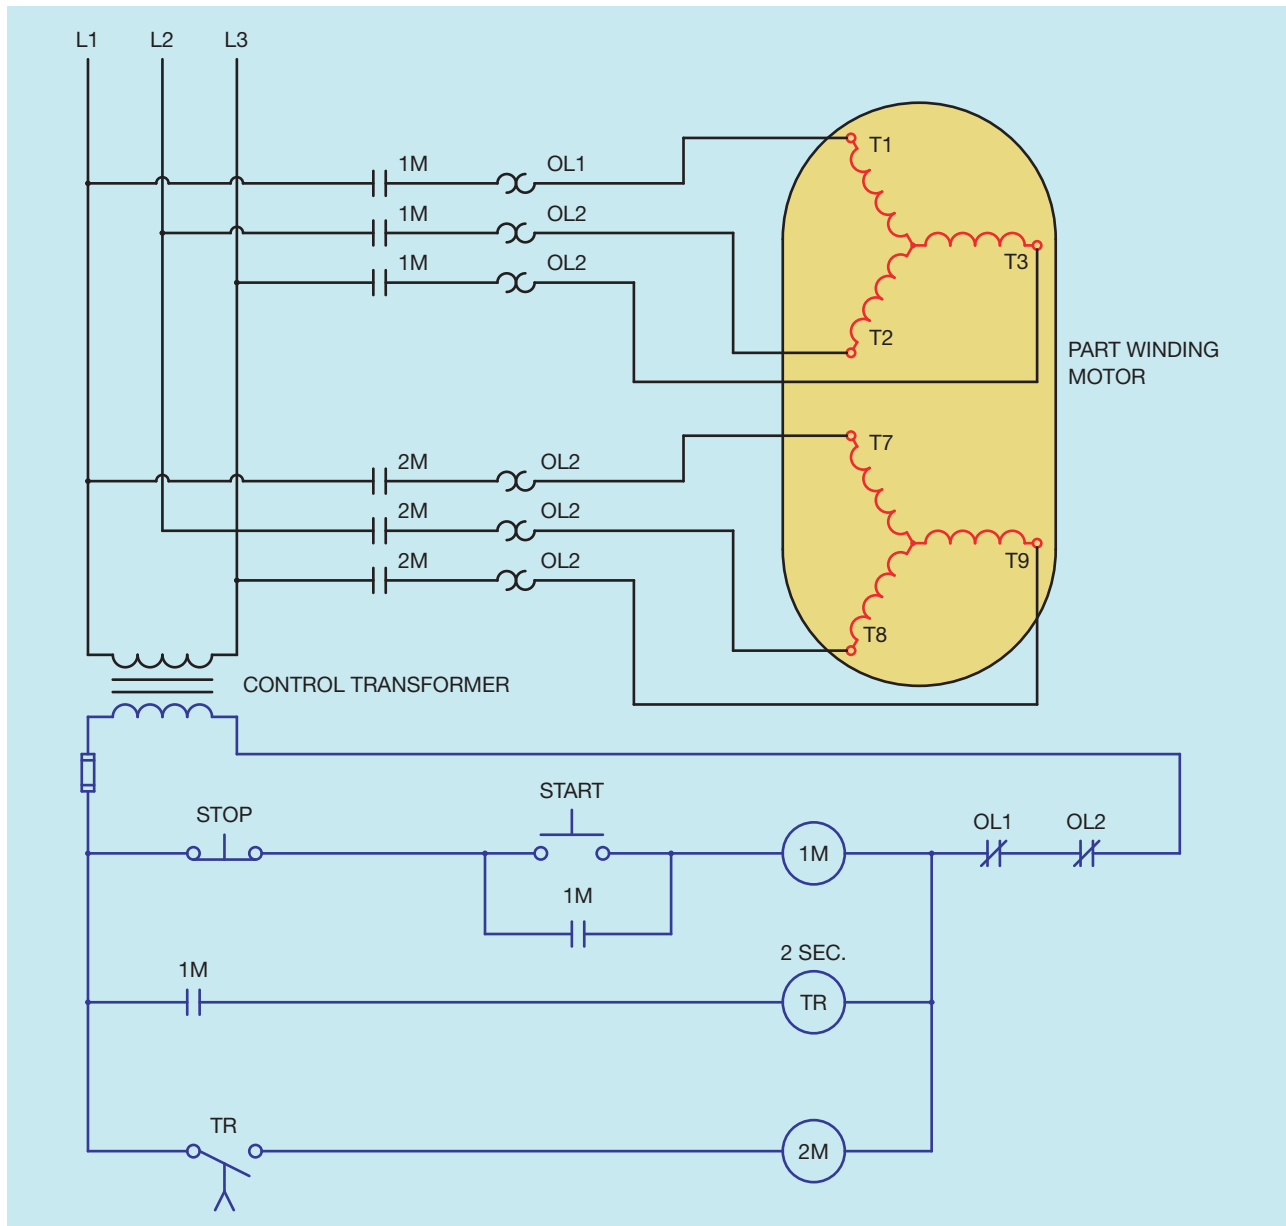 L1 L2 L3
1M OL1
1M OL2
1M OL2
T1
T3
T2
PART WINDING
MOTOR
2M OL2
2M OL2
2M OL2
T7
T9
T8
CONTROL TRANSFORMER
STOP START OL1 OL2
1M
1M
2 SEC.
1M TR
TR 2M